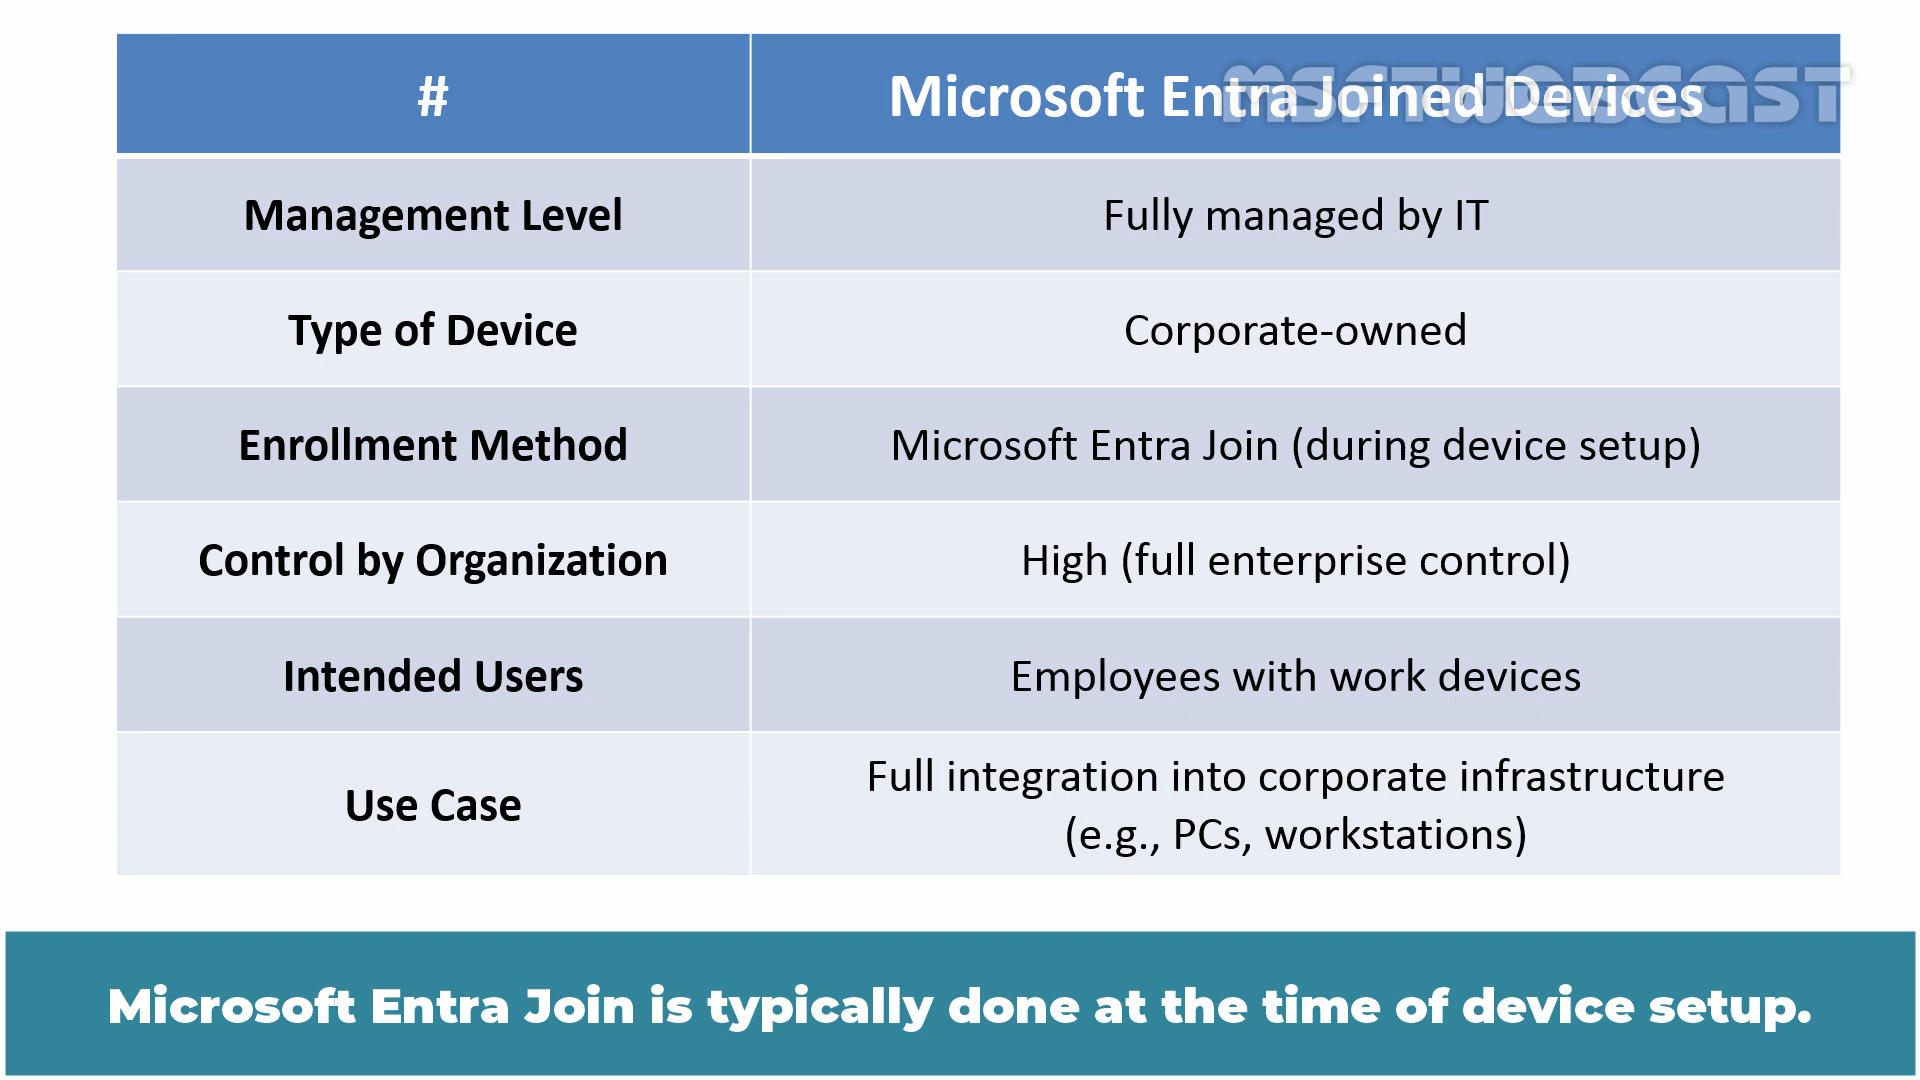 #
Microsoft Entra Joined Devices
MSFTWEBCAST
Management Level
Fully managed by IT
Type of Device
Corporate-owned
Enrollment Method
Microsoft Entra Join (during device setup)
Control by Organization
High (full enterprise control)
Intended Users
Employees with work devices
Use Case
Full integration into corporate infrastructure
(e.g., PCs, workstations)
Microsoft Entra Join is typically done at the time of device setup.